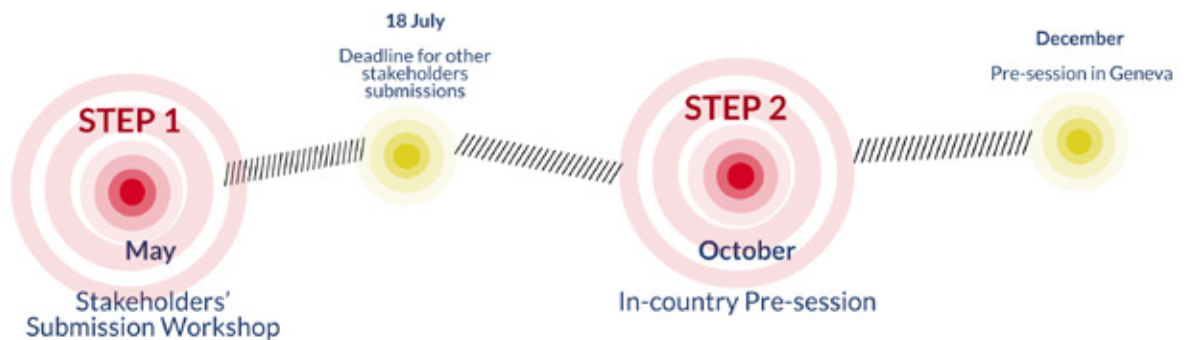 STEP 1
May
Stakeholders'
Submission Workshop
18 July
Deadline for other
stakeholders
submissions
STEP 2
October
In-country Pre-session
December
Pre-session in Geneva